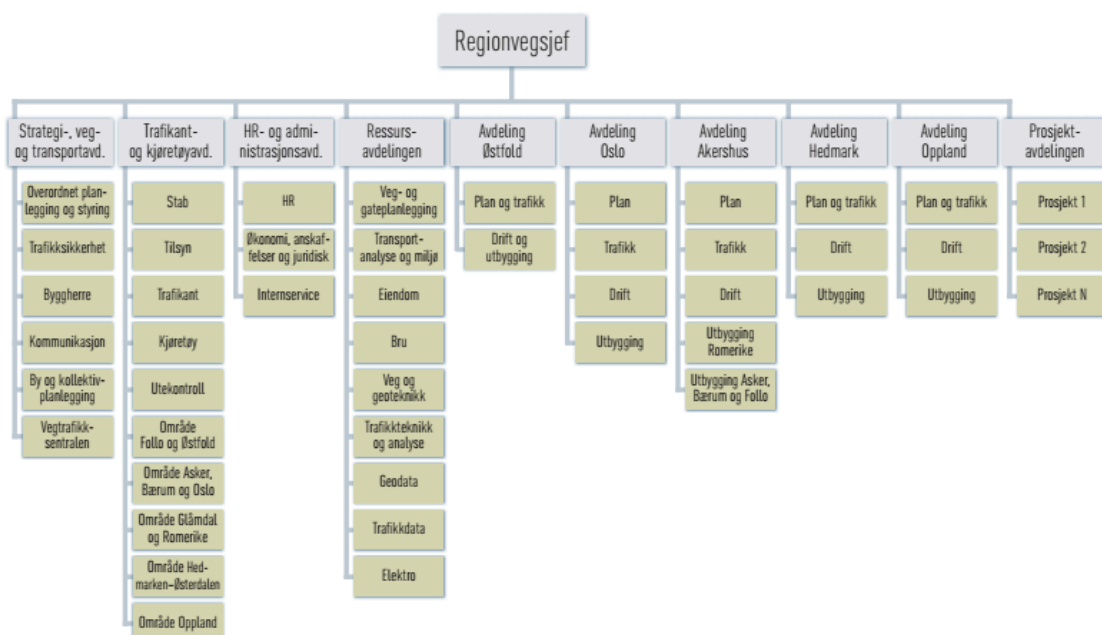 Regionvegsjef
Strategi-, veg-
og transportavd.
Overordnet plan-
legging og styring
Trafikksikkerhet
Byggherre
Kommunikasjon
By og kollektiv-
planlegging
Vegtrafikk-
sentralen
Trafikant-
og kjøretøyavd.
Stab
Tilsyn
Trafikant
Kjøretøy
Utekontroll
Område
Follo og Østfold
Område Asker,
Bærum og Oslo
Område Glåmdal
og Romerike
Område Hed-
marken–Østerdalen
Område Oppland
HR- og admi-
nistrasjonsavd.
HR
Økonomi, anskaf-
felser og juridisk
Internservice
Ressurs-
avdelingen
Veg- og
gateplanlegging
Transport-
analyse og miljø
Eiendom
Bru
Veg og
geoteknikk
Trafikkteknikk
og analyse
Geodata
Trafikkdata
Elektro
Avdeling
Østfold
Plan og trafikk
Drift og
utbygging
Avdeling
Oslo
Plan
Trafikk
Drift
Utbygging
Avdeling
Akershus
Plan
Trafikk
Drift
Utbygging
Romerike
Utbygging Asker,
Bærum og Follo
Avdeling
Hedmark
Plan og trafikk
Drift
Utbygging
Avdeling
Oppland
Plan og trafikk
Drift
Utbygging
Prosjekt-
avdelingen
Prosjekt 1
Prosjekt 2
Prosjekt N